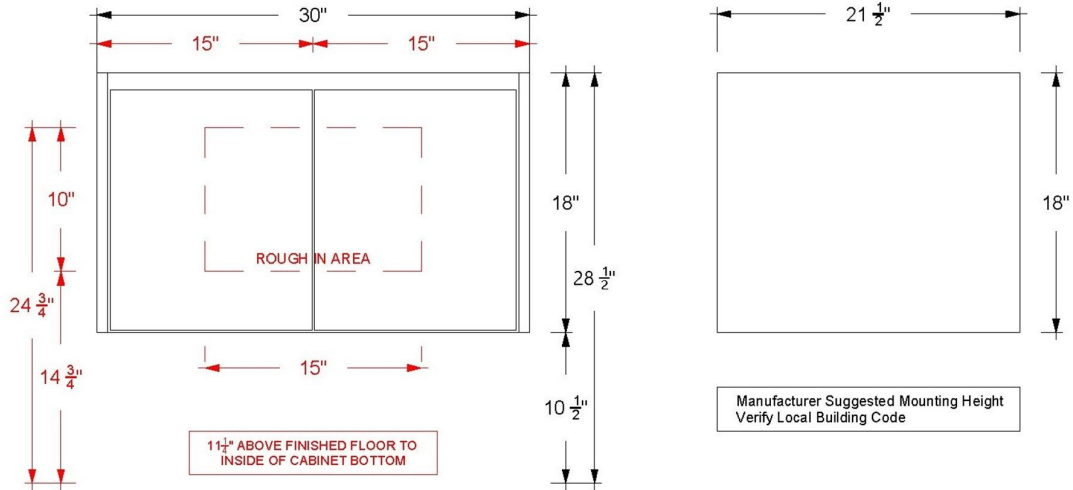 30"
21 1/2"
15"
15"
10"
18"
18"
ROUGH IN AREA
28 1/2"
24 3/4"
15"
14 3/4"
10 1/2"
Manufacturer Suggested Mounting Height
Verify Local Building Code
11 1/4" ABOVE FINISHED FLOOR TO
INSIDE OF CABINET BOTTOM